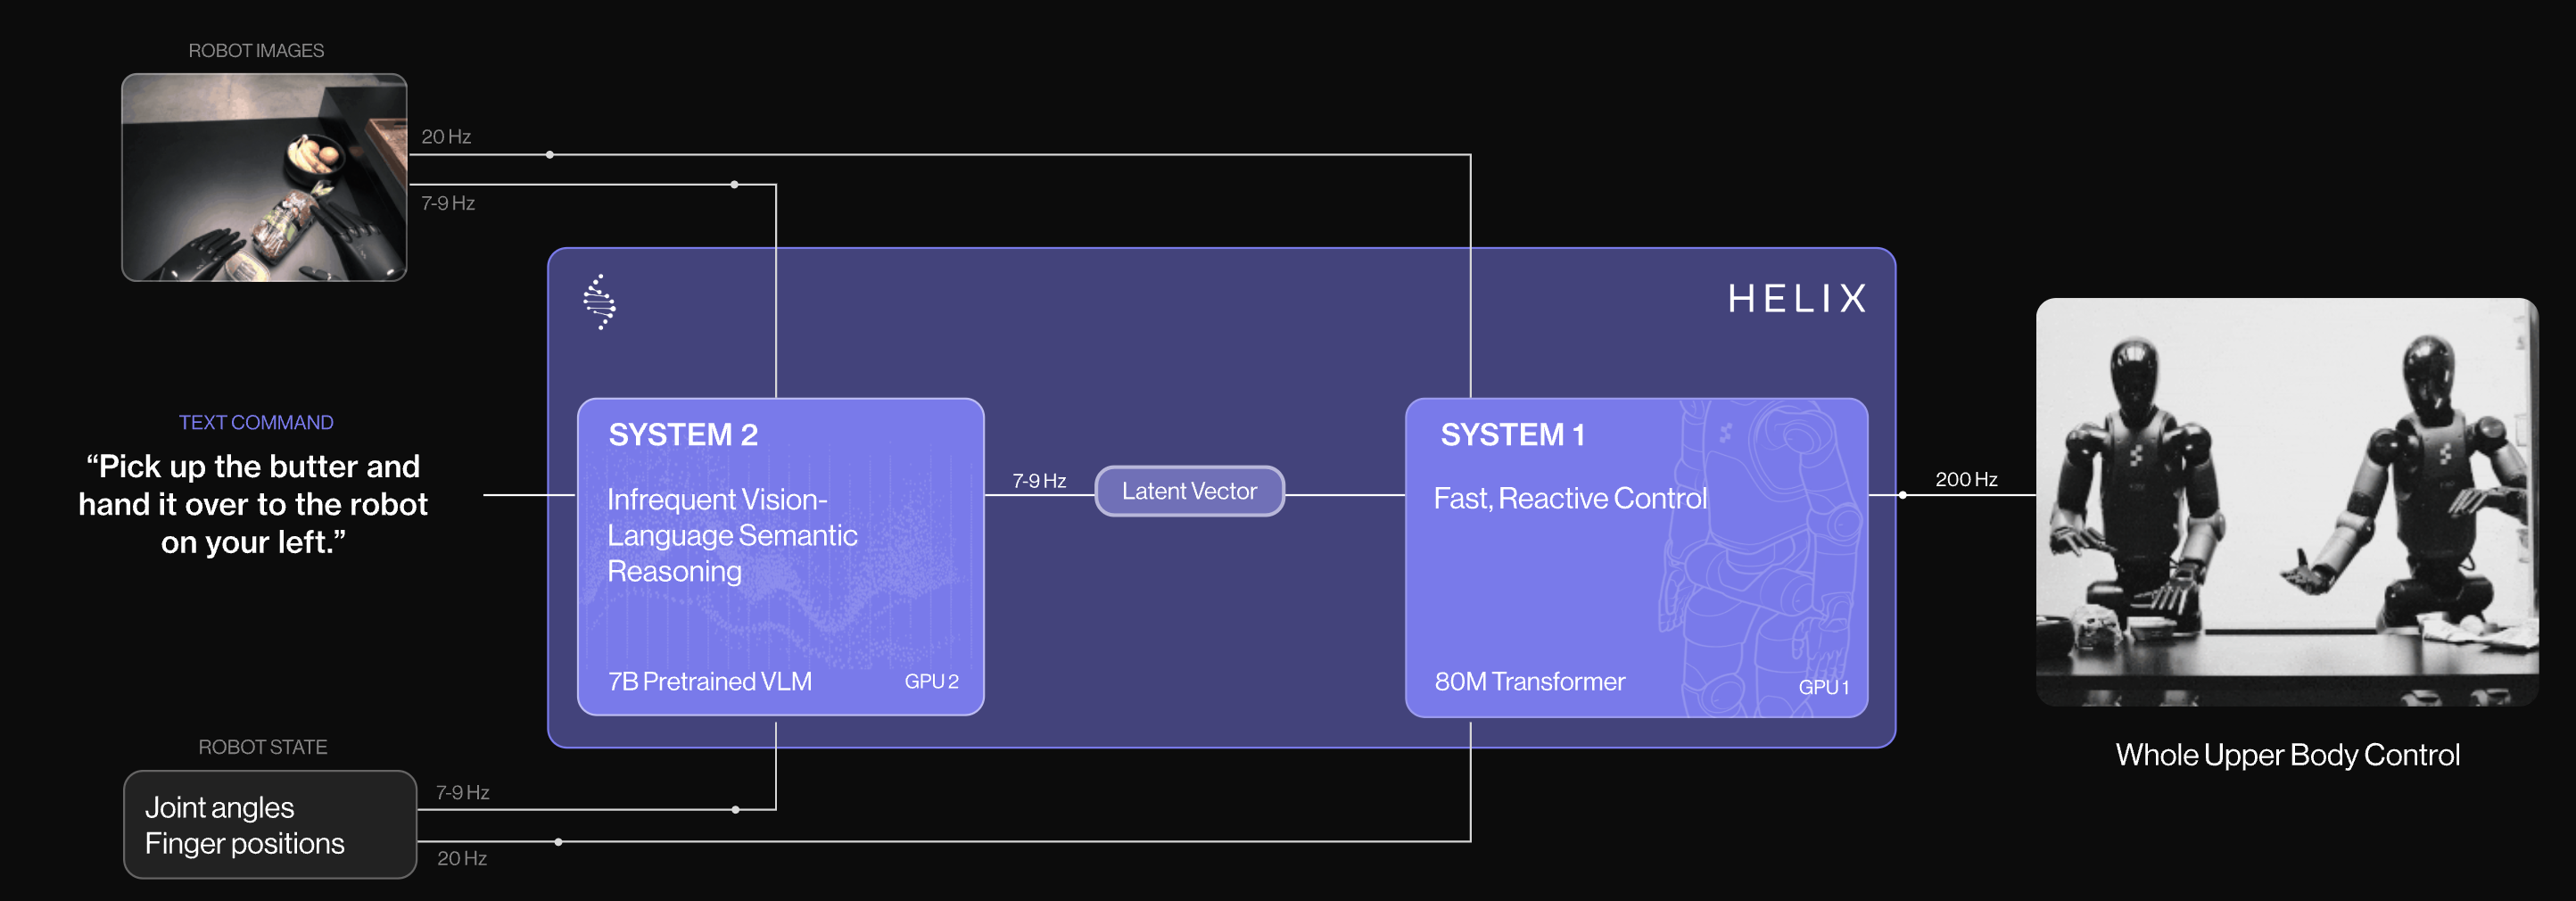 ROBOT IMAGES
20 Hz
7-9 Hz
HELIX
TEXT COMMAND
“Pick up the butter and
hand it over to the robot
on your left.”
SYSTEM 2
Infrequent Vision-
Language Semantic
Reasoning
7B Pretrained VLM
GPU 2
7-9 Hz
Latent Vector
SYSTEM 1
Fast, Reactive Control
80M Transformer
GPU 1
200 Hz
Whole Upper Body Control
ROBOT STATE
Joint angles
Finger positions
7-9 Hz
20 Hz